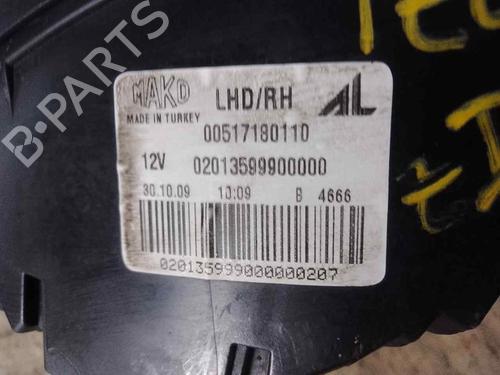 MAKO LHD/RH AL
MADE IN TURKEY
00517180110
12V 02013599900000
30.10.09 10:09 B 4666
020135999000000207
B-PARTS